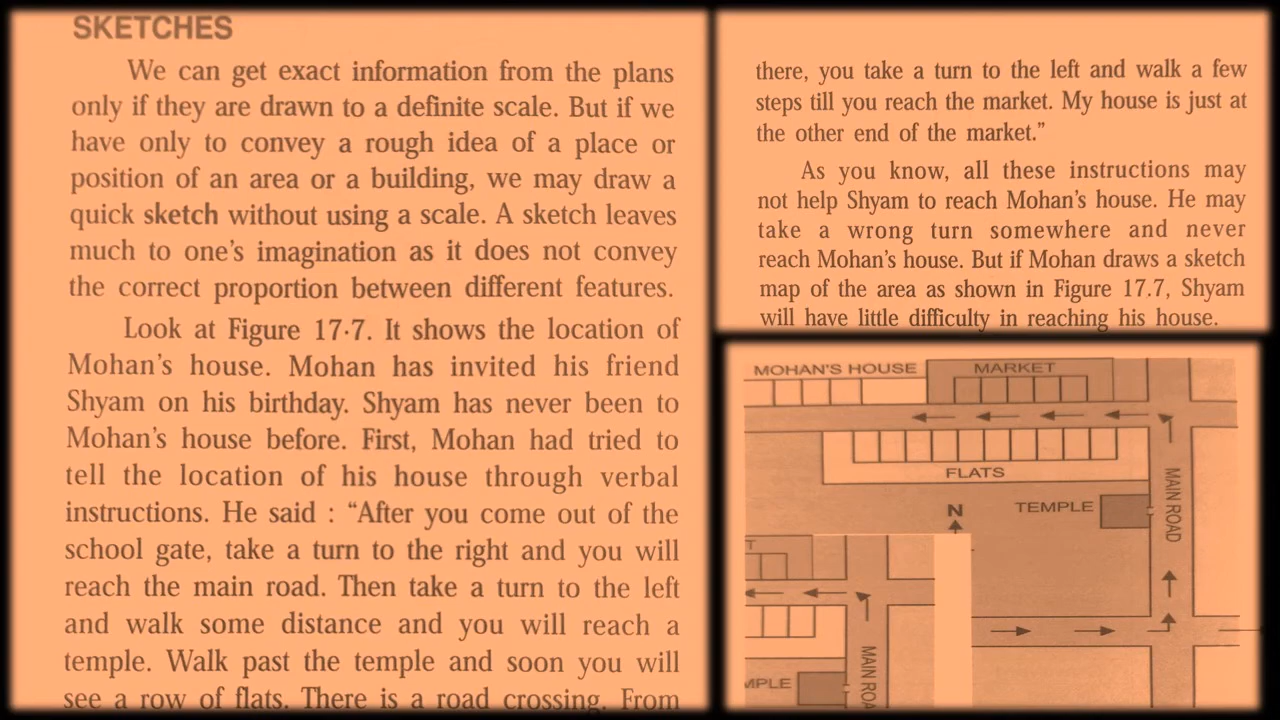 SKETCHES
We can get exact information from the plans
only if they are drawn to a definite scale. But if we
have only to convey a rough idea of a place or
position of an area or a building, we may draw a
quick sketch without using a scale. A sketch leaves
much to one's imagination as it does not convey
the correct proportion between different features.
Look at Figure 17·7. It shows the location of
Mohan's house. Mohan has invited his friend
Shyam on his birthday. Shyam has never been to
Mohan's house before. First, Mohan had tried to
tell the location of his house through verbal
instructions. He said : “After you come out of the
school gate, take a turn to the right and you will
reach the main road. Then take a turn to the left
and walk some distance and you will reach a
temple. Walk past the temple and soon you will
see a row of flats. There is a road crossing. From
there, you take a turn to the left and walk a few
steps till you reach the market. My house is just at
the other end of the market.”
As you know, all these instructions may
not help Shyam to reach Mohan's house. He may
take a wrong turn somewhere and never
reach Mohan's house. But if Mohan draws a sketch
map of the area as shown in Figure 17.7, Shyam
will have little difficulty in reaching his house.
MOHAN'S HOUSE
MARKET
FLATS
TEMPLE
MAIN ROAD
N
T
MPLE
MAIN ROA